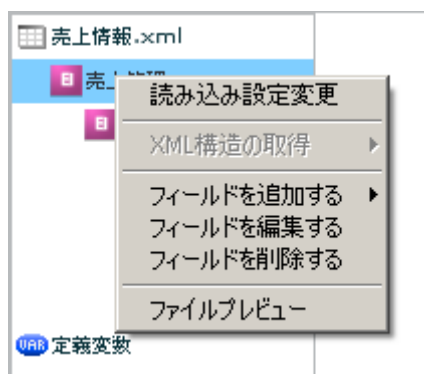 売上情報.xml
E
売上
E
読み込み設定変更
XML構造の取得
フィールドを追加する
フィールドを編集する
フィールドを削除する
ファイルプレビュー
VAR 定義変数